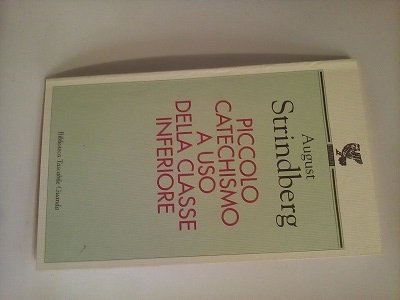 August
Strindberg
PICCOLO
CATECHISMO
A USO
DELLA CLASSE
INFERIORE
Biblioteca Tascabile Guanda